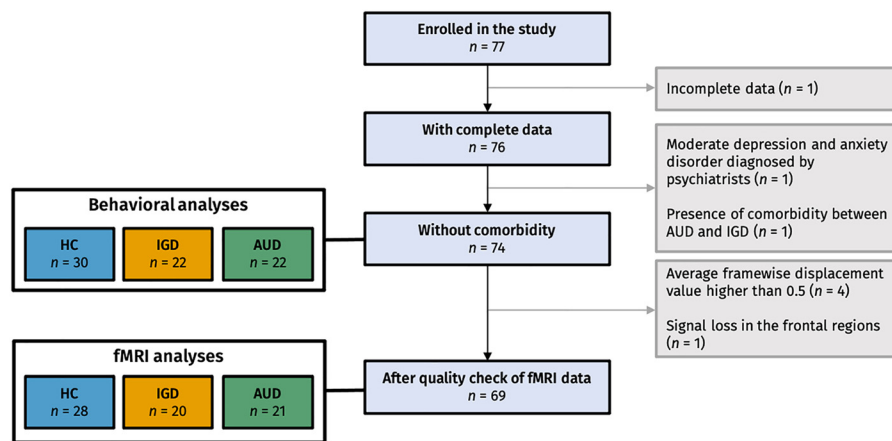 Enrolled in the study
n = 77
Incomplete data (n = 1)
With complete data
n = 76
Moderate depression and anxiety
disorder diagnosed by
psychiatrists (n = 1)
Presence of comorbidity between
AUD and IGD (n = 1)
Behavioral analyses
HC
n = 30
IGD
n = 22
AUD
n = 22
Without comorbidity
n = 74
Average framewise displacement
value higher than 0.5 (n = 4)
Signal loss in the frontal regions
(n = 1)
fMRI analyses
HC
n = 28
IGD
n = 20
AUD
n = 21
After quality check of fMRI data
n = 69